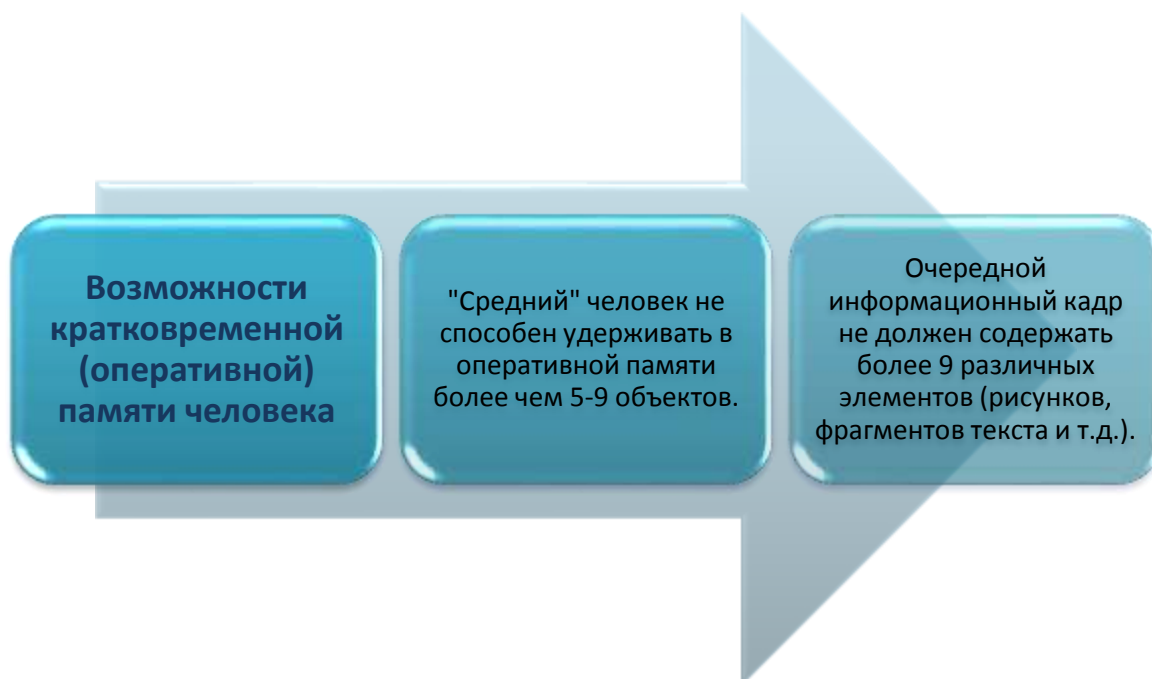 Возможности
кратковременной
(оперативной)
памяти человека
"Средний" человек не
способен удерживать в
оперативной памяти
более чем 5-9 объектов.
Очередной
информационный кадр
не должен содержать
более 9 различных
элементов (рисунков,
фрагментов текста и т.д.).